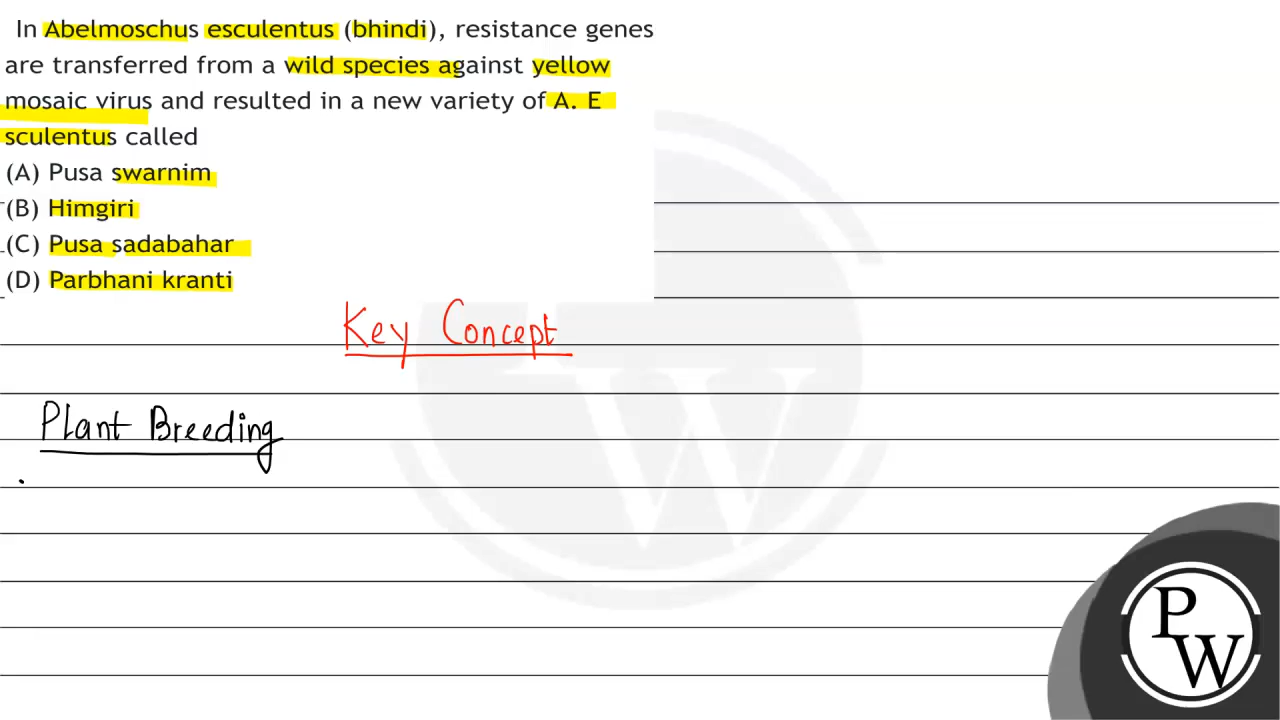 In Abelmoschus esculentus (bhindi), resistance genes
are transferred from a wild species against yellow
mosaic virus and resulted in a new variety of A. E
sculentus called
(A) Pusa swarnim
(B) Himgiri
(C) Pusa sadabahar
(D) Parbhani kranti
Key Concept
Plant Breeding
P
W